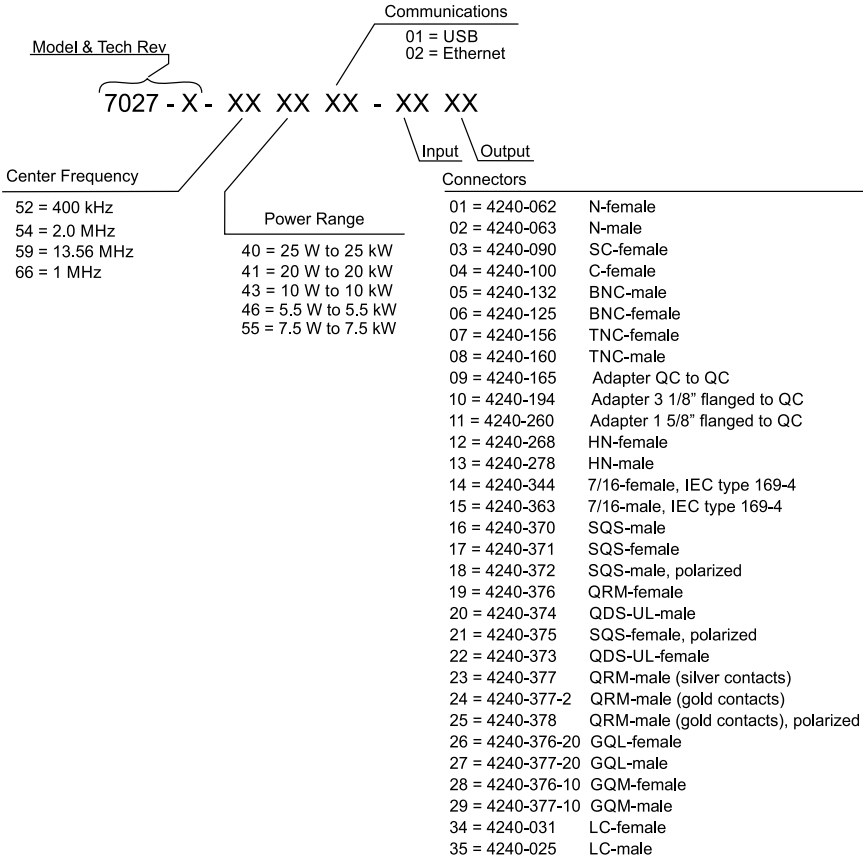 Communications
01 = USB
02 = Ethernet
Model & Tech Rev
7027 - X - XX XX XX - XX XX
Input
Output
Center Frequency
52 = 400 kHz
54 = 2.0 MHz
59 = 13.56 MHz
66 = 1 MHz
Power Range
40 = 25 W to 25 kW
41 = 20 W to 20 kW
43 = 10 W to 10 kW
46 = 5.5 W to 5.5 kW
55 = 7.5 W to 7.5 kW
Connectors
01 = 4240-062 N-female
02 = 4240-063 N-male
03 = 4240-090 SC-female
04 = 4240-100 C-female
05 = 4240-132 BNC-male
06 = 4240-125 BNC-female
07 = 4240-156 TNC-female
08 = 4240-160 TNC-male
09 = 4240-165 Adapter QC to QC
10 = 4240-194 Adapter 3 1/8” flanged to QC
11 = 4240-260 Adapter 1 5/8” flanged to QC
12 = 4240-268 HN-female
13 = 4240-278 HN-male
14 = 4240-344 7/16-female, IEC type 169-4
15 = 4240-363 7/16-male, IEC type 169-4
16 = 4240-370 SQS-male
17 = 4240-371 SQS-female
18 = 4240-372 SQS-male, polarized
19 = 4240-376 QRM-female
20 = 4240-374 QDS-UL-male
21 = 4240-375 SQS-female, polarized
22 = 4240-373 QDS-UL-female
23 = 4240-377 QRM-male (silver contacts)
24 = 4240-377-2 QRM-male (gold contacts)
25 = 4240-378 QRM-male (gold contacts), polarized
26 = 4240-376-20 GQL-female
27 = 4240-377-20 GQL-male
28 = 4240-376-10 GQM-female
29 = 4240-377-10 GQM-male
34 = 4240-031 LC-female
35 = 4240-025 LC-male